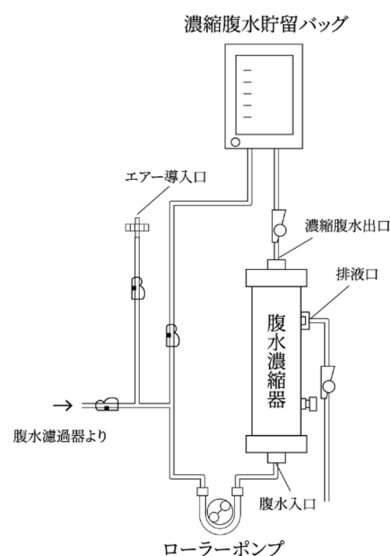 濃縮腹水貯留バッグ
エアー導入口
濃縮腹水出口
排液口
腹水濃縮器
腹水濾過器より
腹水入口
ローラーポンプ